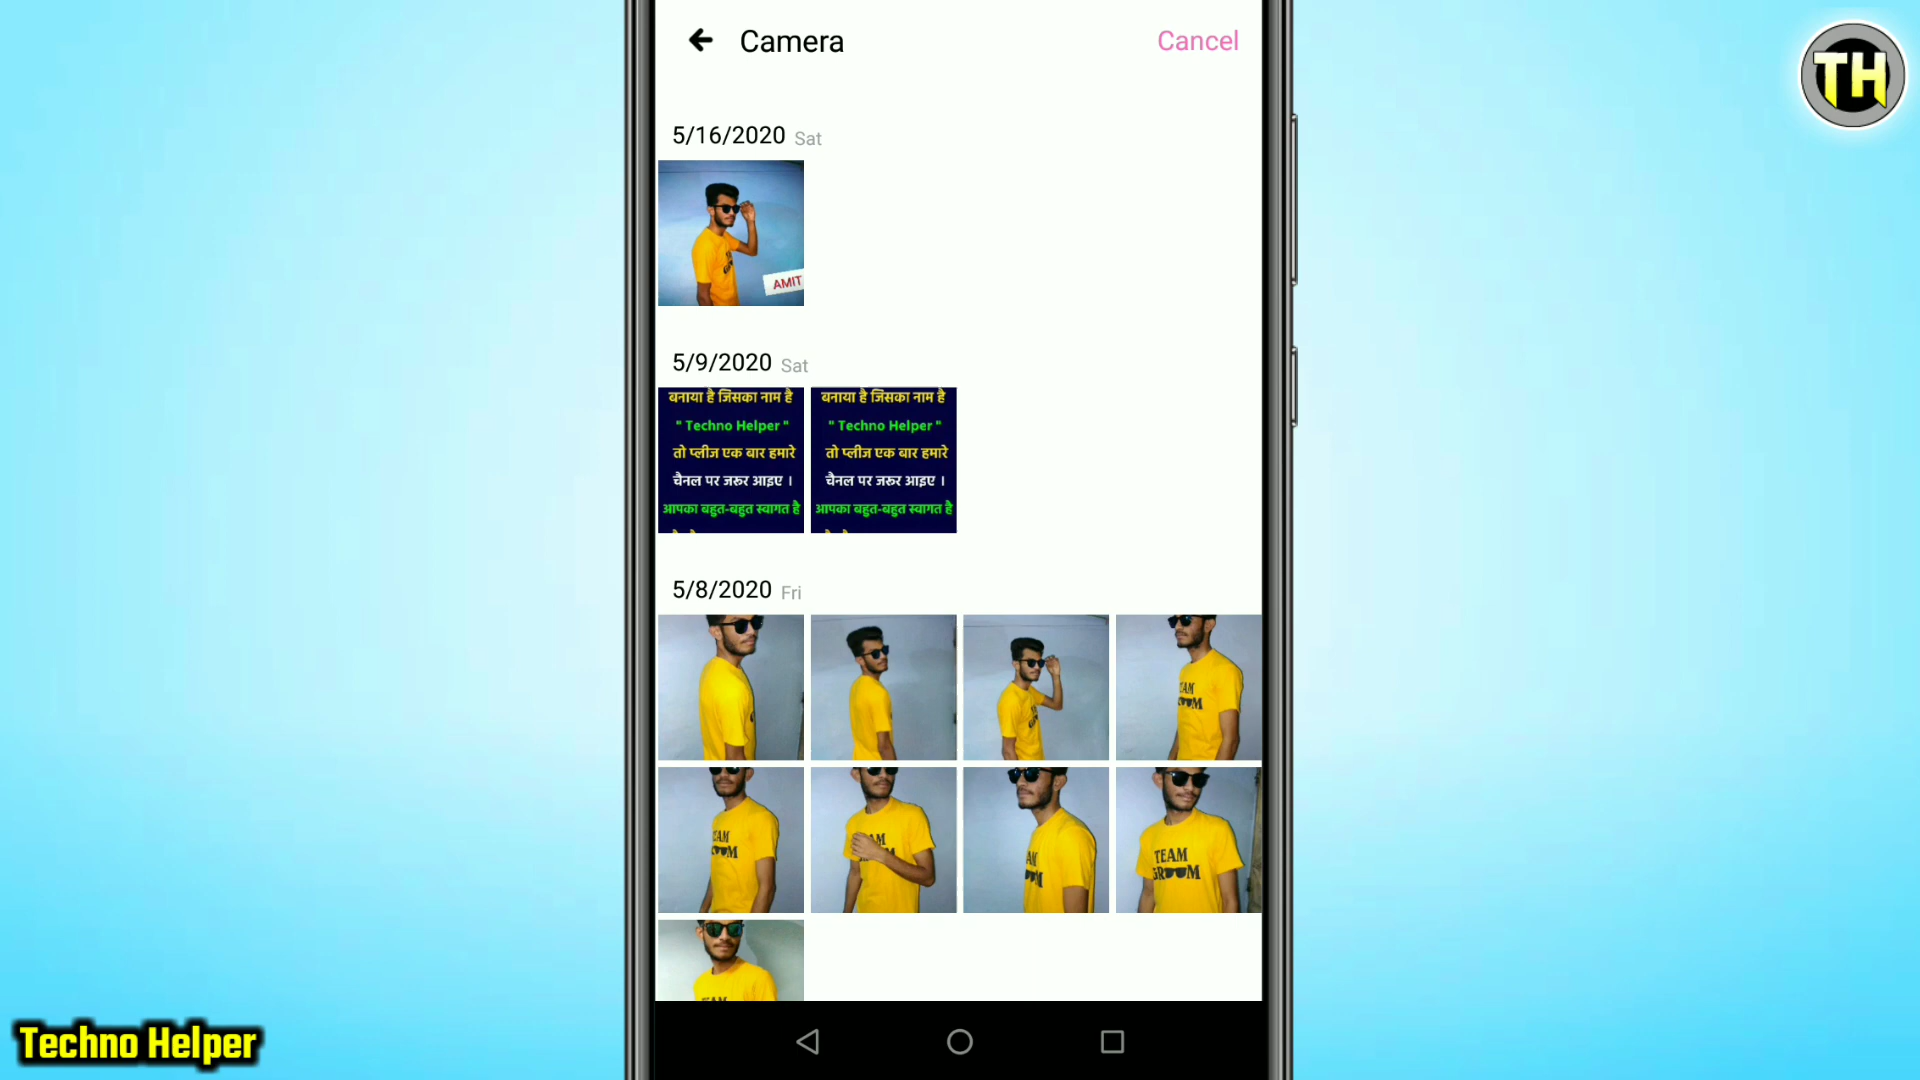 Camera
Cancel
TH
5/16/2020 Sat
AMIT
5/9/2020 Sat
बनाया है जिसका नाम है
" Techno Helper "
तो प्लीज एक बार हमारे
चैनल पर जरूर आइए ।
आपका बहुत-बहुत स्वागत है
बनाया है जिसका नाम है
" Techno Helper "
तो प्लीज एक बार हमारे
चैनल पर जरूर आइए ।
आपका बहुत-बहुत स्वागत है
5/8/2020 Fri
TEAM
TEAM
GR M
Techno Helper